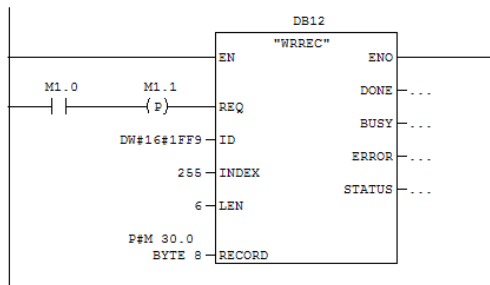 DB12
"WRREC"
EN ENO
M1.0 M1.1 DONE ...
(P) REQ
BUSY ...
DW#16#1FF9 ID
ERROR ...
255 INDEX
STATUS ...
6 LEN
P#M 30.0
BYTE 8 RECORD